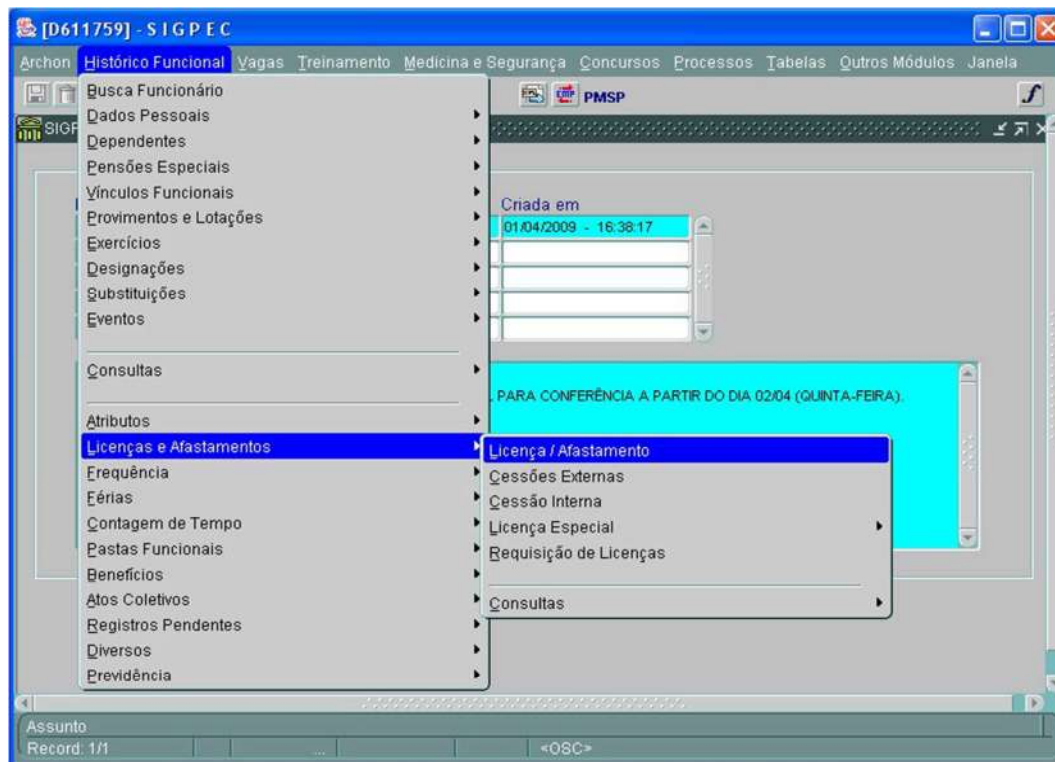 [D611759] - S I G P E C
Archon Histórico Funcional Vagas Treinamento Medicina e Segurança Concursos Processos Tabelas Outros Módulos Janela
PMSP
SIGP
Busca Funcionário
Dados Pessoais
Dependentes
Pensões Especiais
Vínculos Funcionais
Provimentos e Lotações
Exercícios
Designações
Substituições
Eventos
Consultas
Atributos
Licenças e Afastamentos
Frequência
Férias
Contagem de Tempo
Pastas Funcionais
Benefícios
Atos Coletivos
Registros Pendentes
Diversos
Previdência
Criada em
01/04/2009 - 16:38:17
PARA CONFERÊNCIA A PARTIR DO DIA 02/04 (QUINTA-FEIRA).
Licença / Afastamento
Cessões Externas
Cessão Interna
Licença Especial
Requisição de Licenças
Consultas
Assunto
Record: 1/1 ... <OSC>